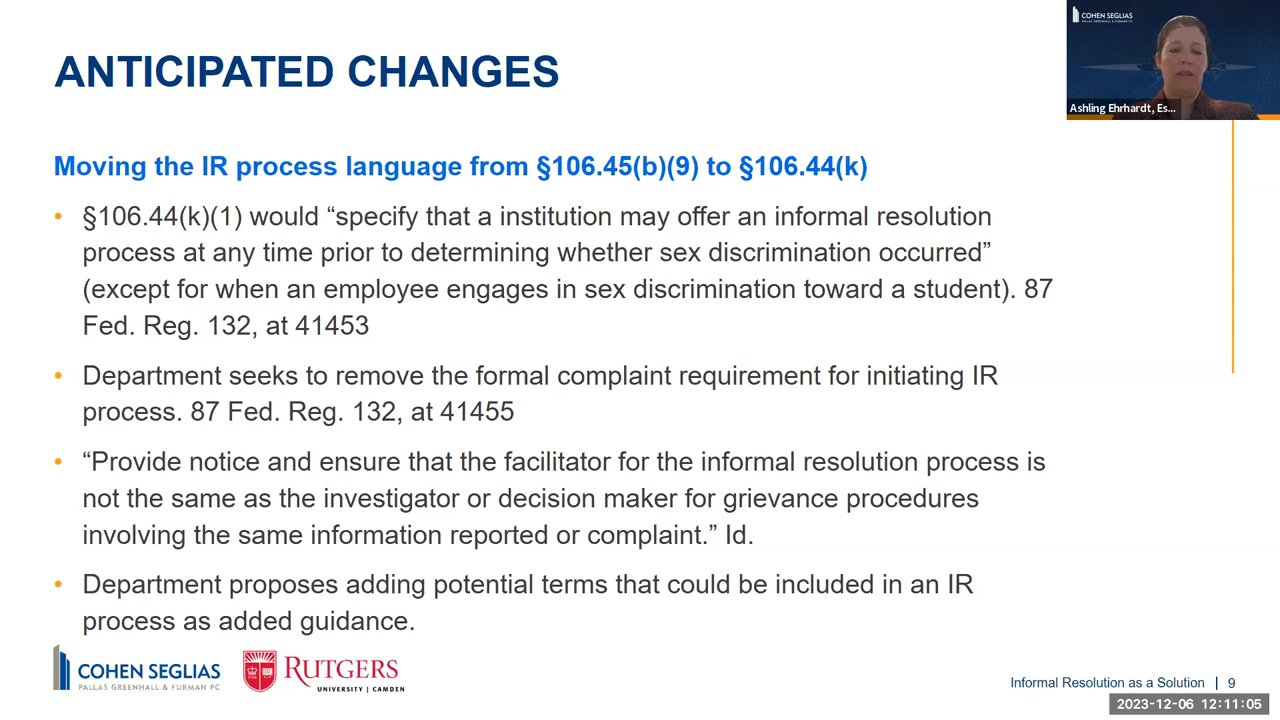 COHEN SEGLIAS
PALLAS GREENHALL & FURMAN PC
Ashling Ehrhardt, Es...
ANTICIPATED CHANGES
Moving the IR process language from §106.45(b)(9) to §106.44(k)
• §106.44(k)(1) would “specify that a institution may offer an informal resolution
process at any time prior to determining whether sex discrimination occurred”
(except for when an employee engages in sex discrimination toward a student). 87
Fed. Reg. 132, at 41453
• Department seeks to remove the formal complaint requirement for initiating IR
process. 87 Fed. Reg. 132, at 41455
• “Provide notice and ensure that the facilitator for the informal resolution process is
not the same as the investigator or decision maker for grievance procedures
involving the same information reported or complaint.” Id.
• Department proposes adding potential terms that could be included in an IR
process as added guidance.
COHEN SEGLIAS
PALLAS GREENHALL & FURMAN PC
RUTGERS
UNIVERSITY | CAMDEN
Informal Resolution as a Solution | 9
2023-12-06 12:11:05